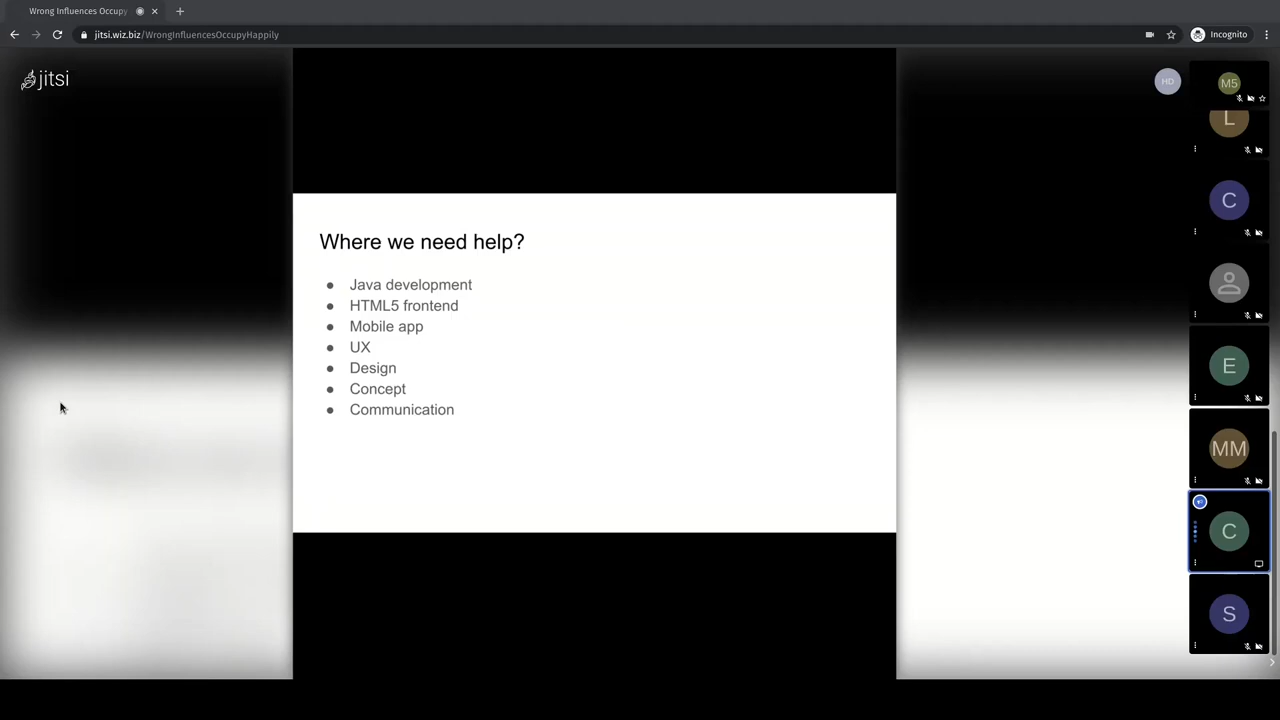 Wrong Influences Occupy
jitsi.wiz.biz/WrongInfluencesOccupyHappily
Incognito
jitsi
HD
M5
L
C
E
MM
C
S
Where we need help?
● Java development
● HTML5 frontend
● Mobile app
● UX
● Design
● Concept
● Communication